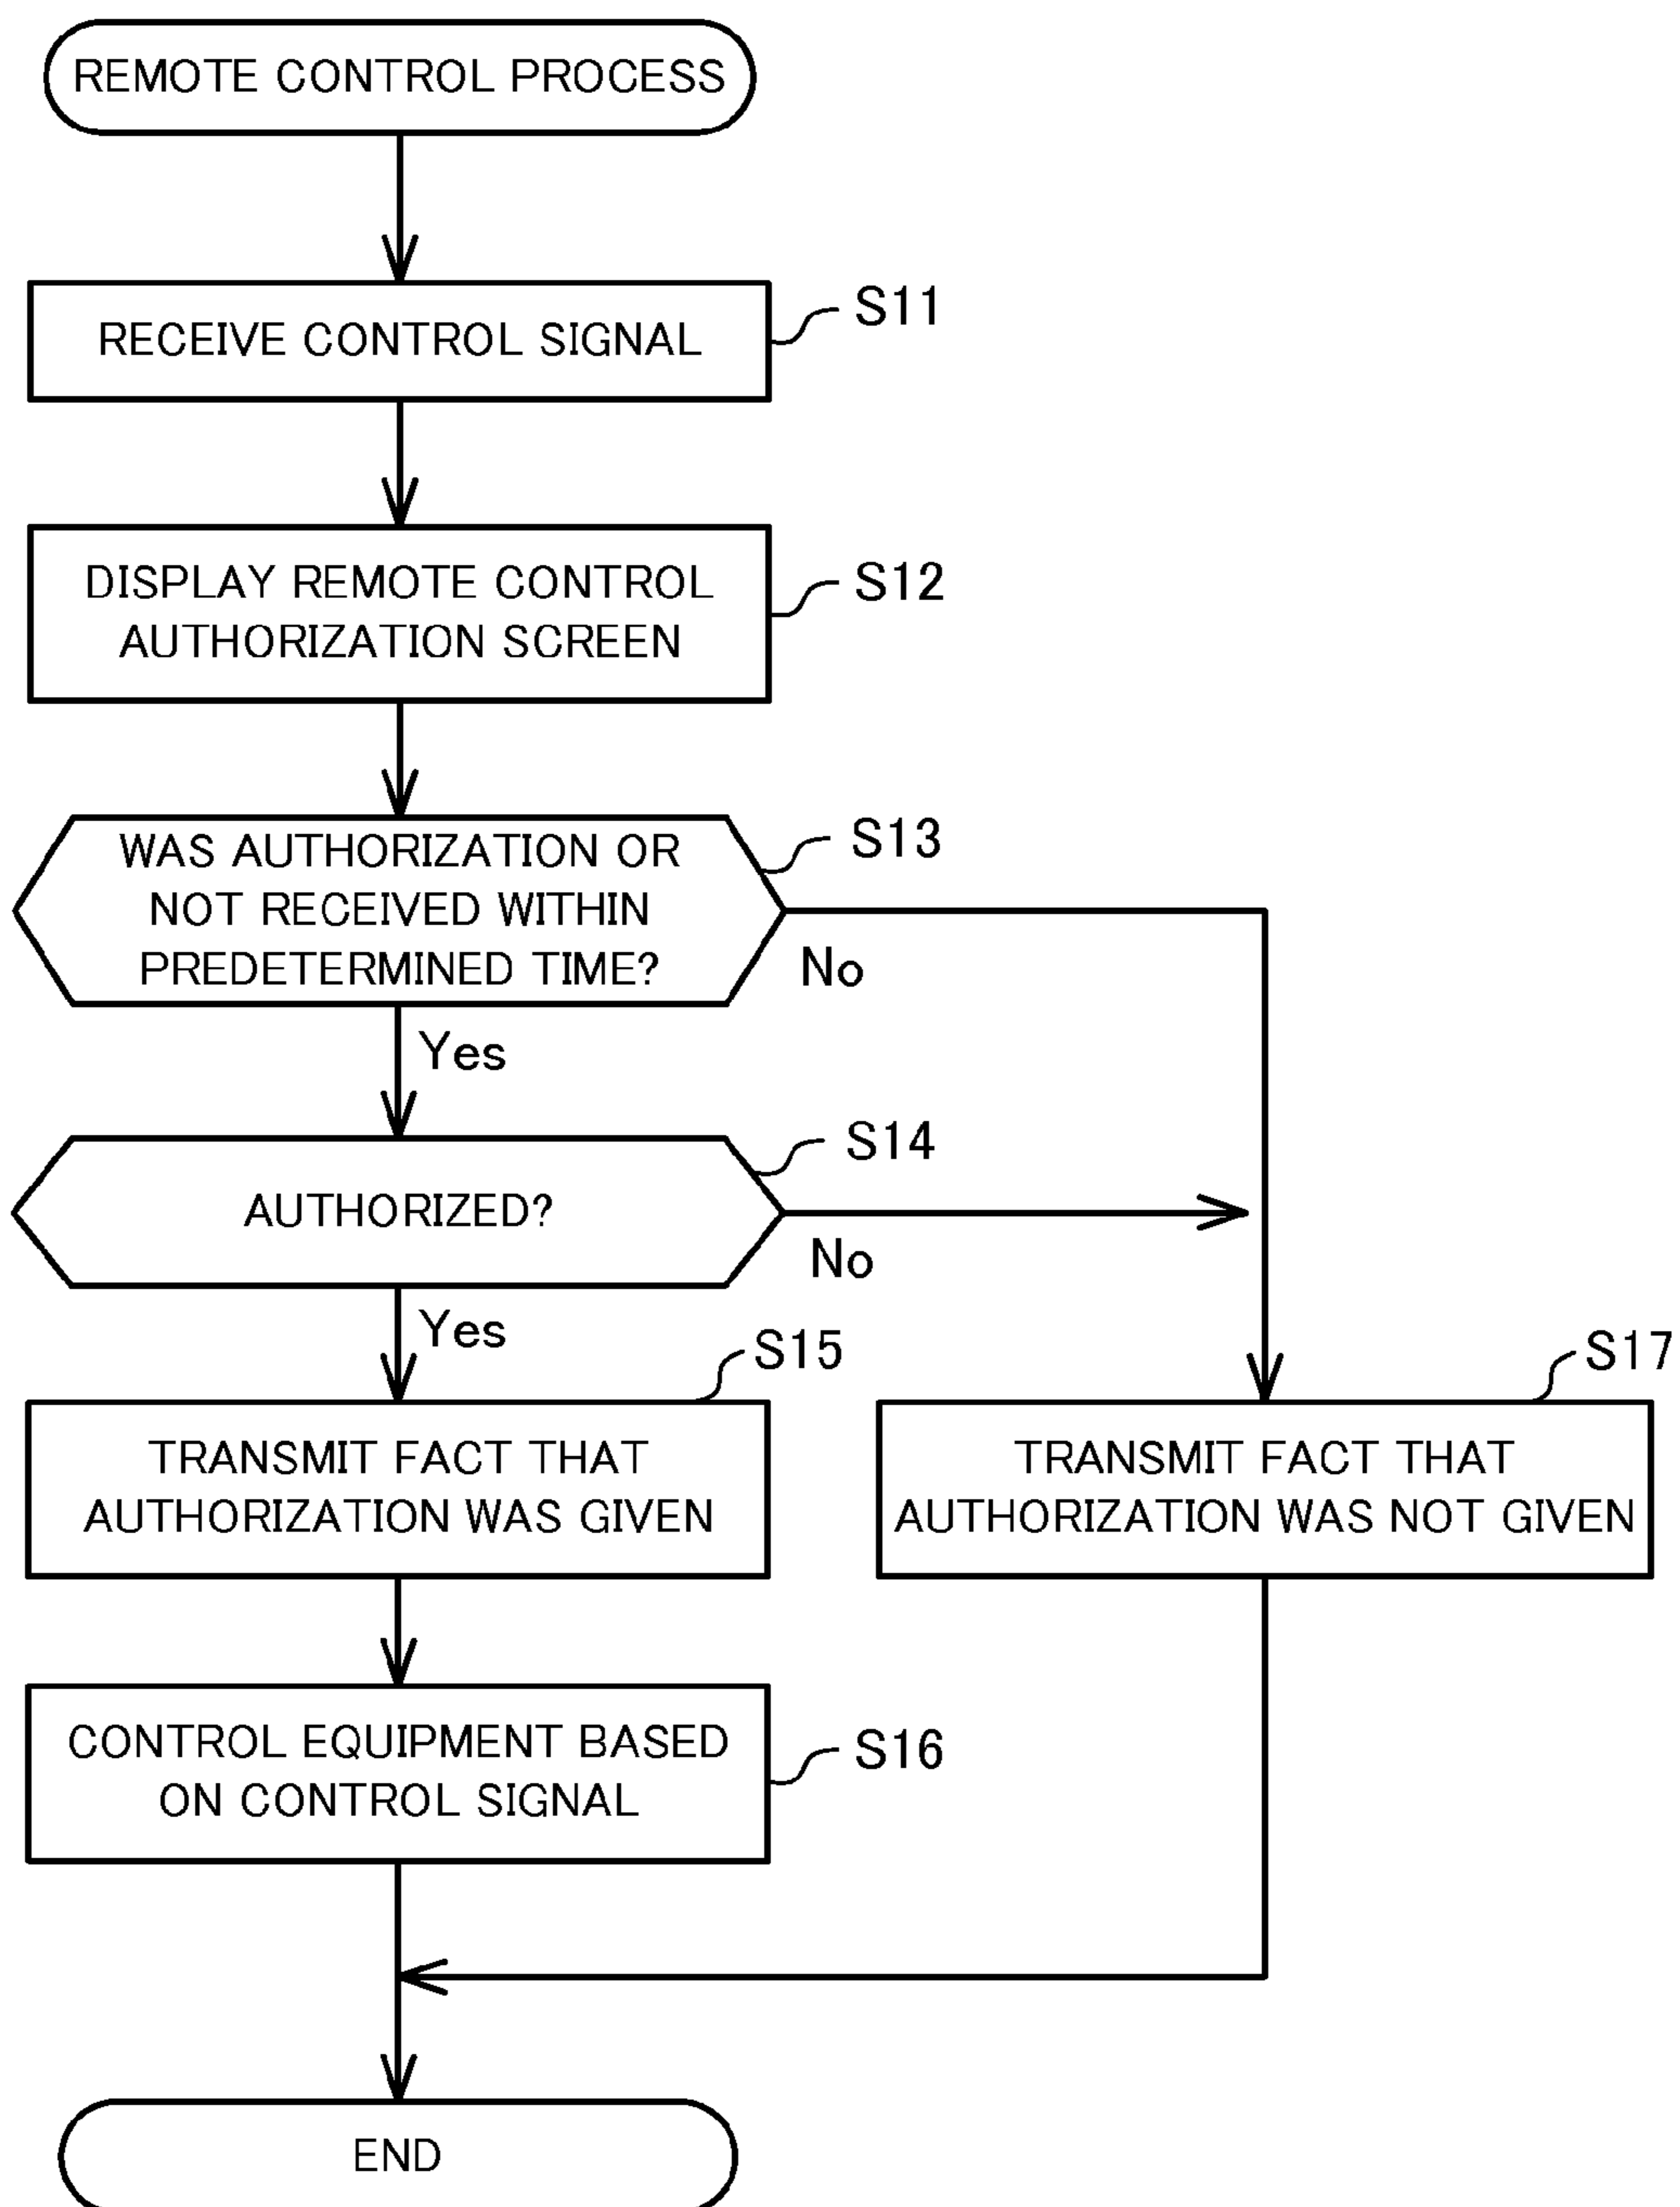 REMOTE CONTROL PROCESS
RECEIVE CONTROL SIGNAL
S11
DISPLAY REMOTE CONTROL
AUTHORIZATION SCREEN
S12
WAS AUTHORIZATION OR
NOT RECEIVED WITHIN
PREDETERMINED TIME?
S13
No
Yes
AUTHORIZED?
S14
No
Yes
TRANSMIT FACT THAT
AUTHORIZATION WAS GIVEN
S15
TRANSMIT FACT THAT
AUTHORIZATION WAS NOT GIVEN
S17
CONTROL EQUIPMENT BASED
ON CONTROL SIGNAL
S16
END